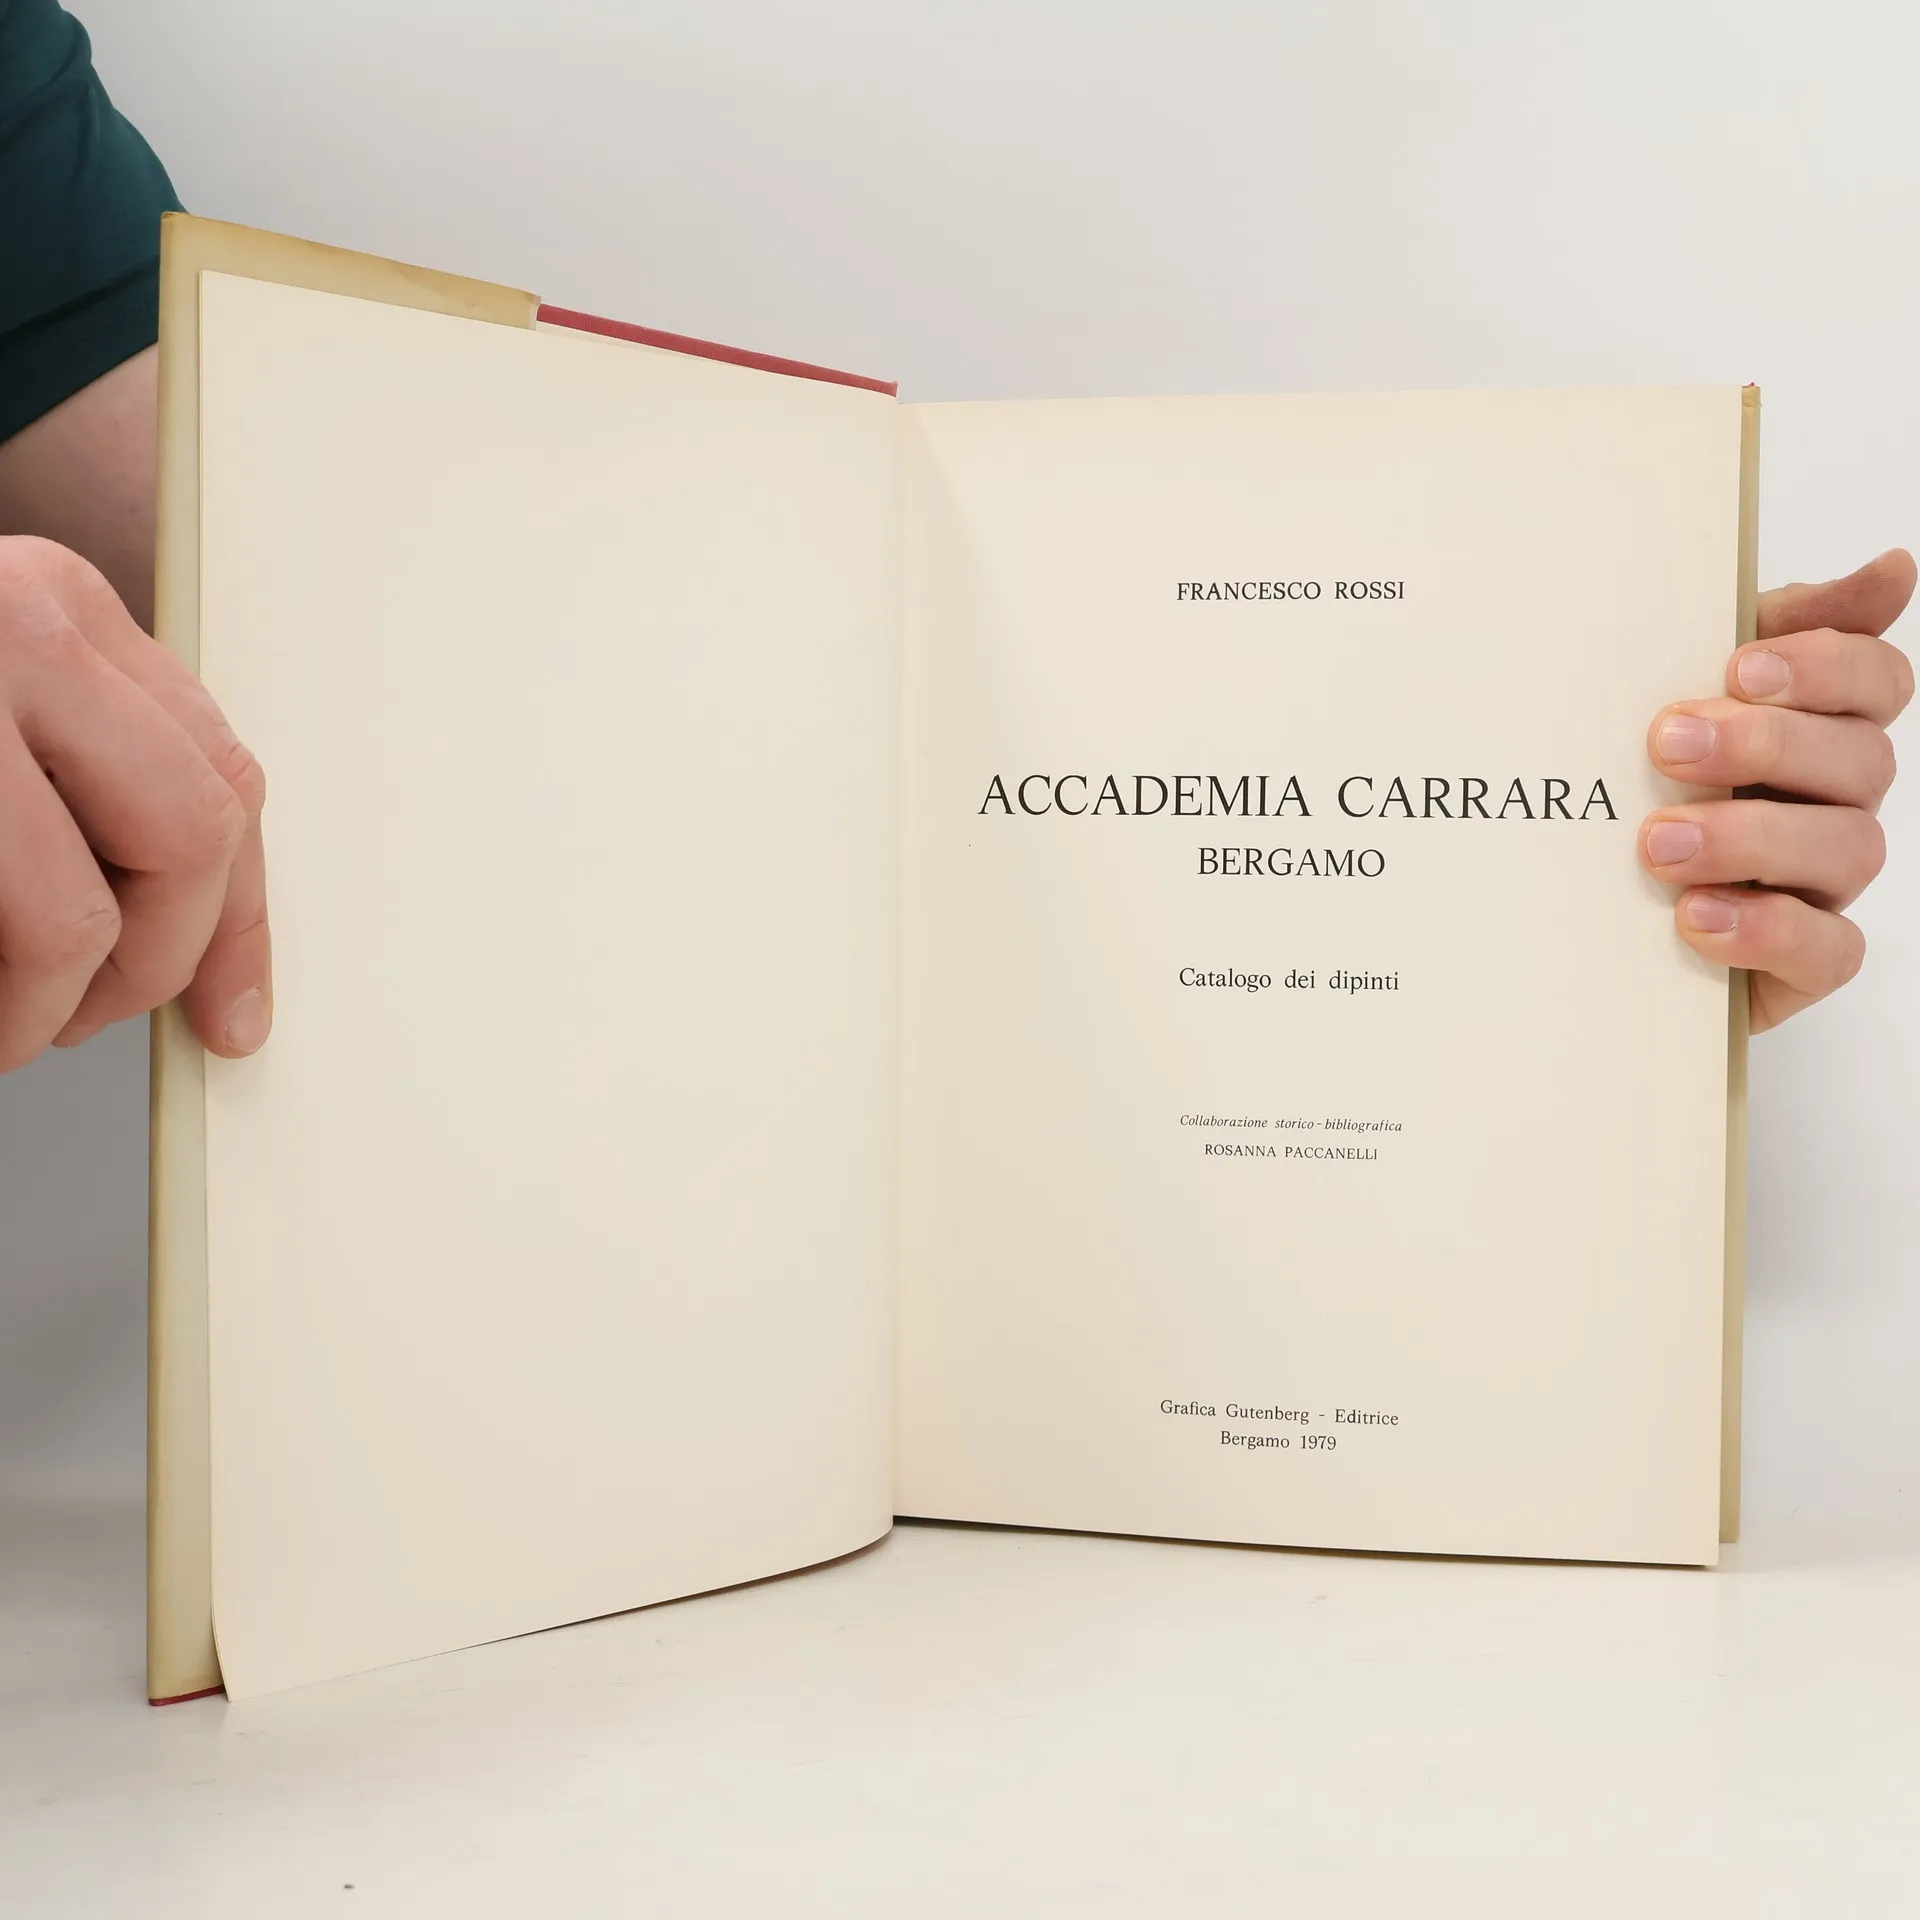 FRANCESCO ROSSI
ACCADEMIA CARRARA
BERGAMO
Catalogo dei dipinti
Collaborazione storico-bibliografica
ROSANNA PACCANELLI
Grafica Gutenberg - Editrice
Bergamo 1979